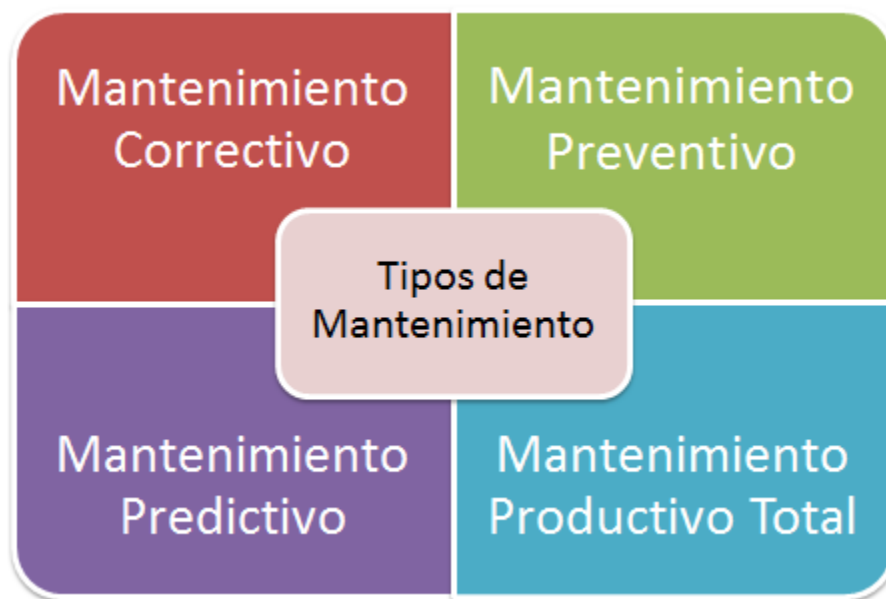 Mantenimiento
Correctivo
Mantenimiento
Preventivo
Tipos de
Mantenimiento
Mantenimiento
Predictivo
Mantenimiento
Productivo Total